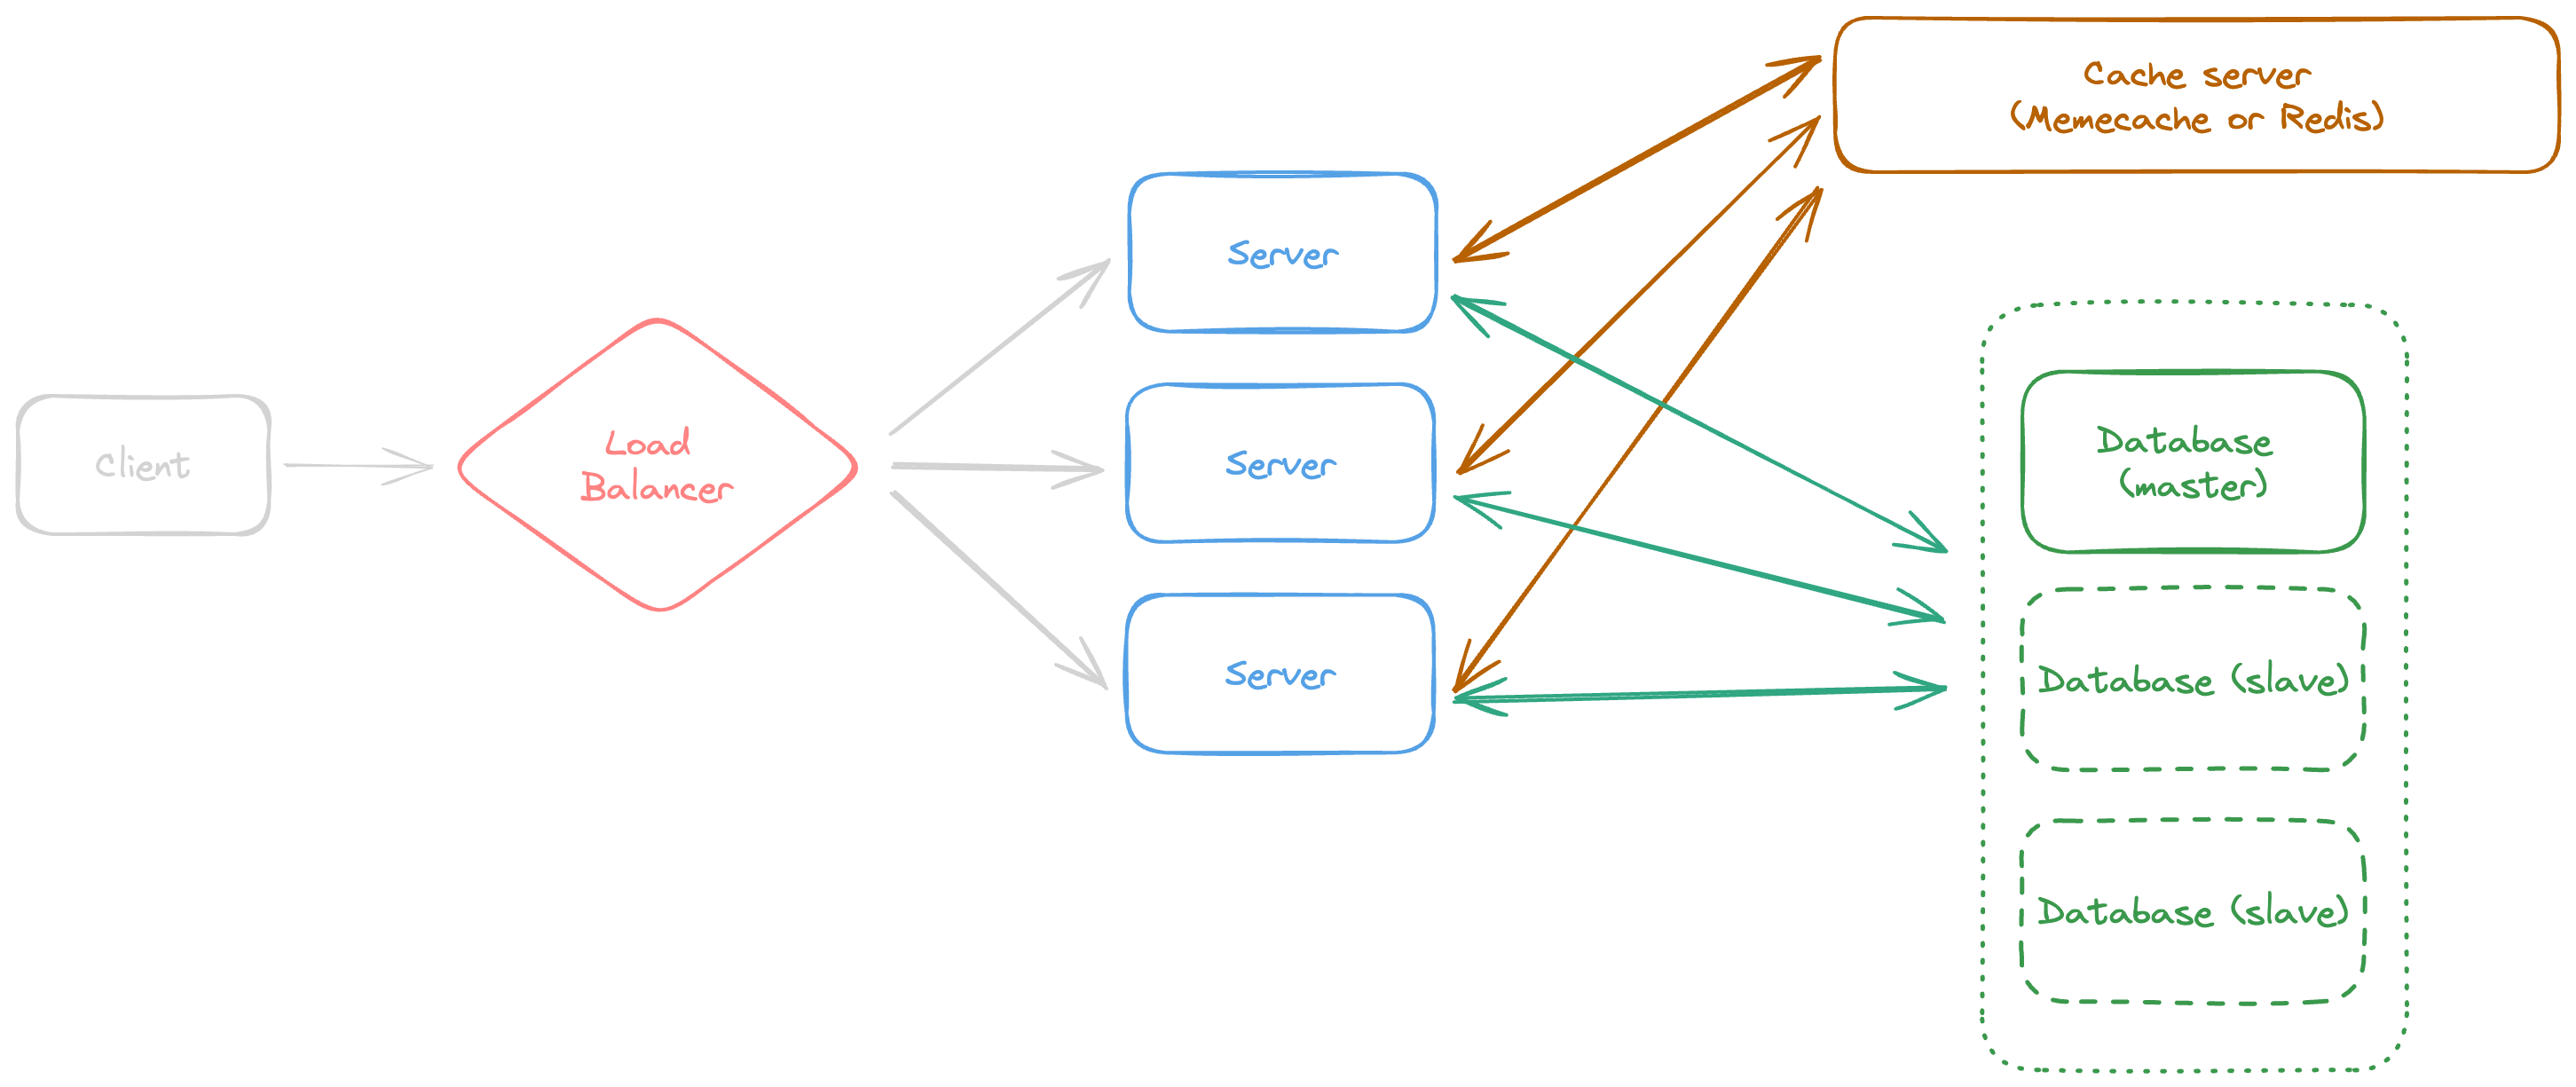 Cache server
(Memecache or Redis)
Server
Client
Load
Balancer
Server
Database
(master)
Server
Database (slave)
Database (slave)